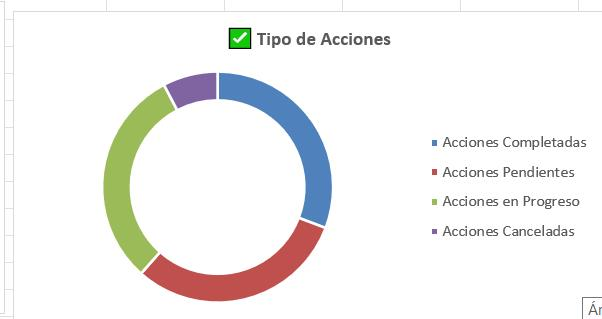 ✅ Tipo de Acciones
Acciones Completadas
Acciones Pendientes
Acciones en Progreso
Acciones Canceladas